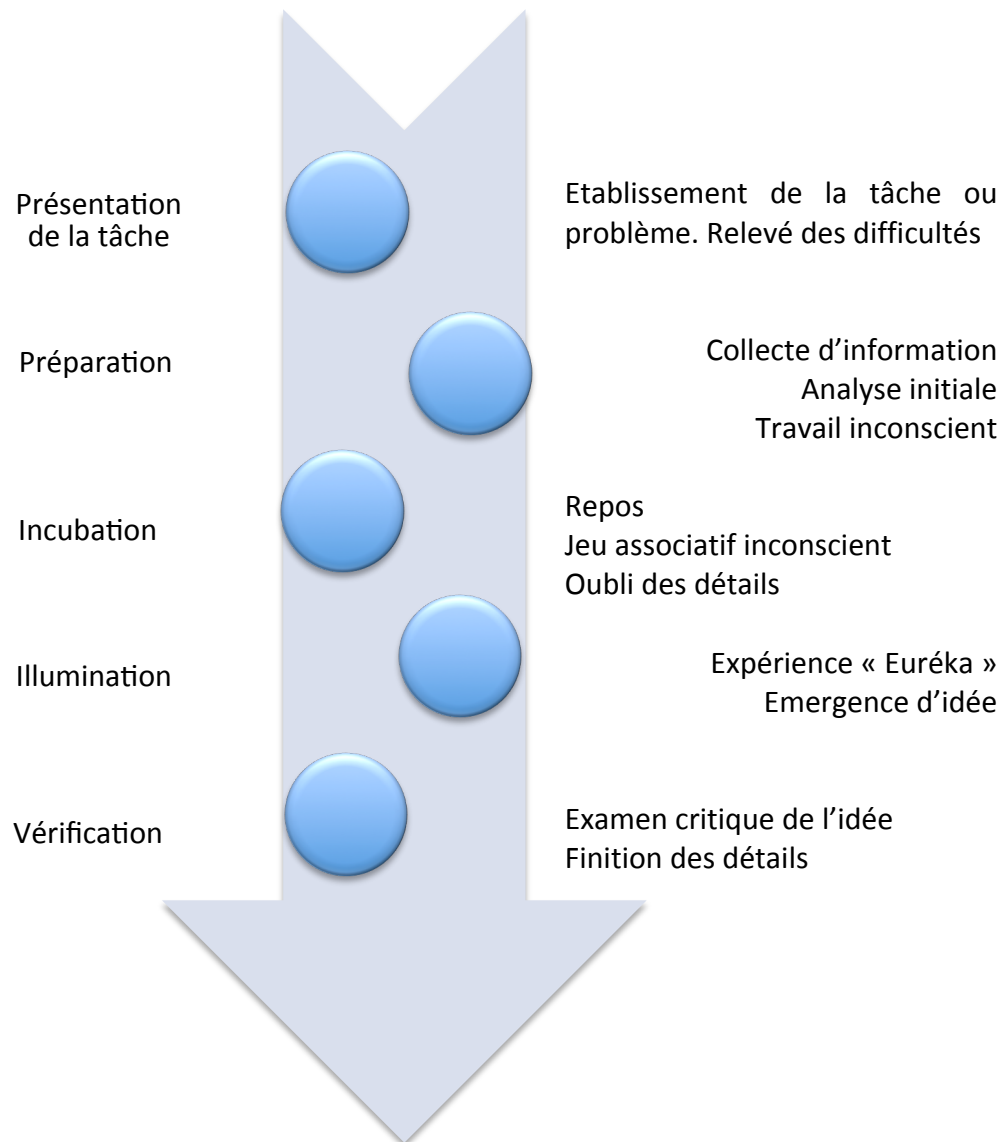 Présentation
de la tâche
Etablissement de la tâche ou
problème. Relevé des difficultés
Préparation
Collecte d’information
Analyse initiale
Travail inconscient
Incubation
Repos
Jeu associatif inconscient
Oubli des détails
Illumination
Expérience « Euréka »
Emergence d’idée
Vérification
Examen critique de l’idée
Finition des détails